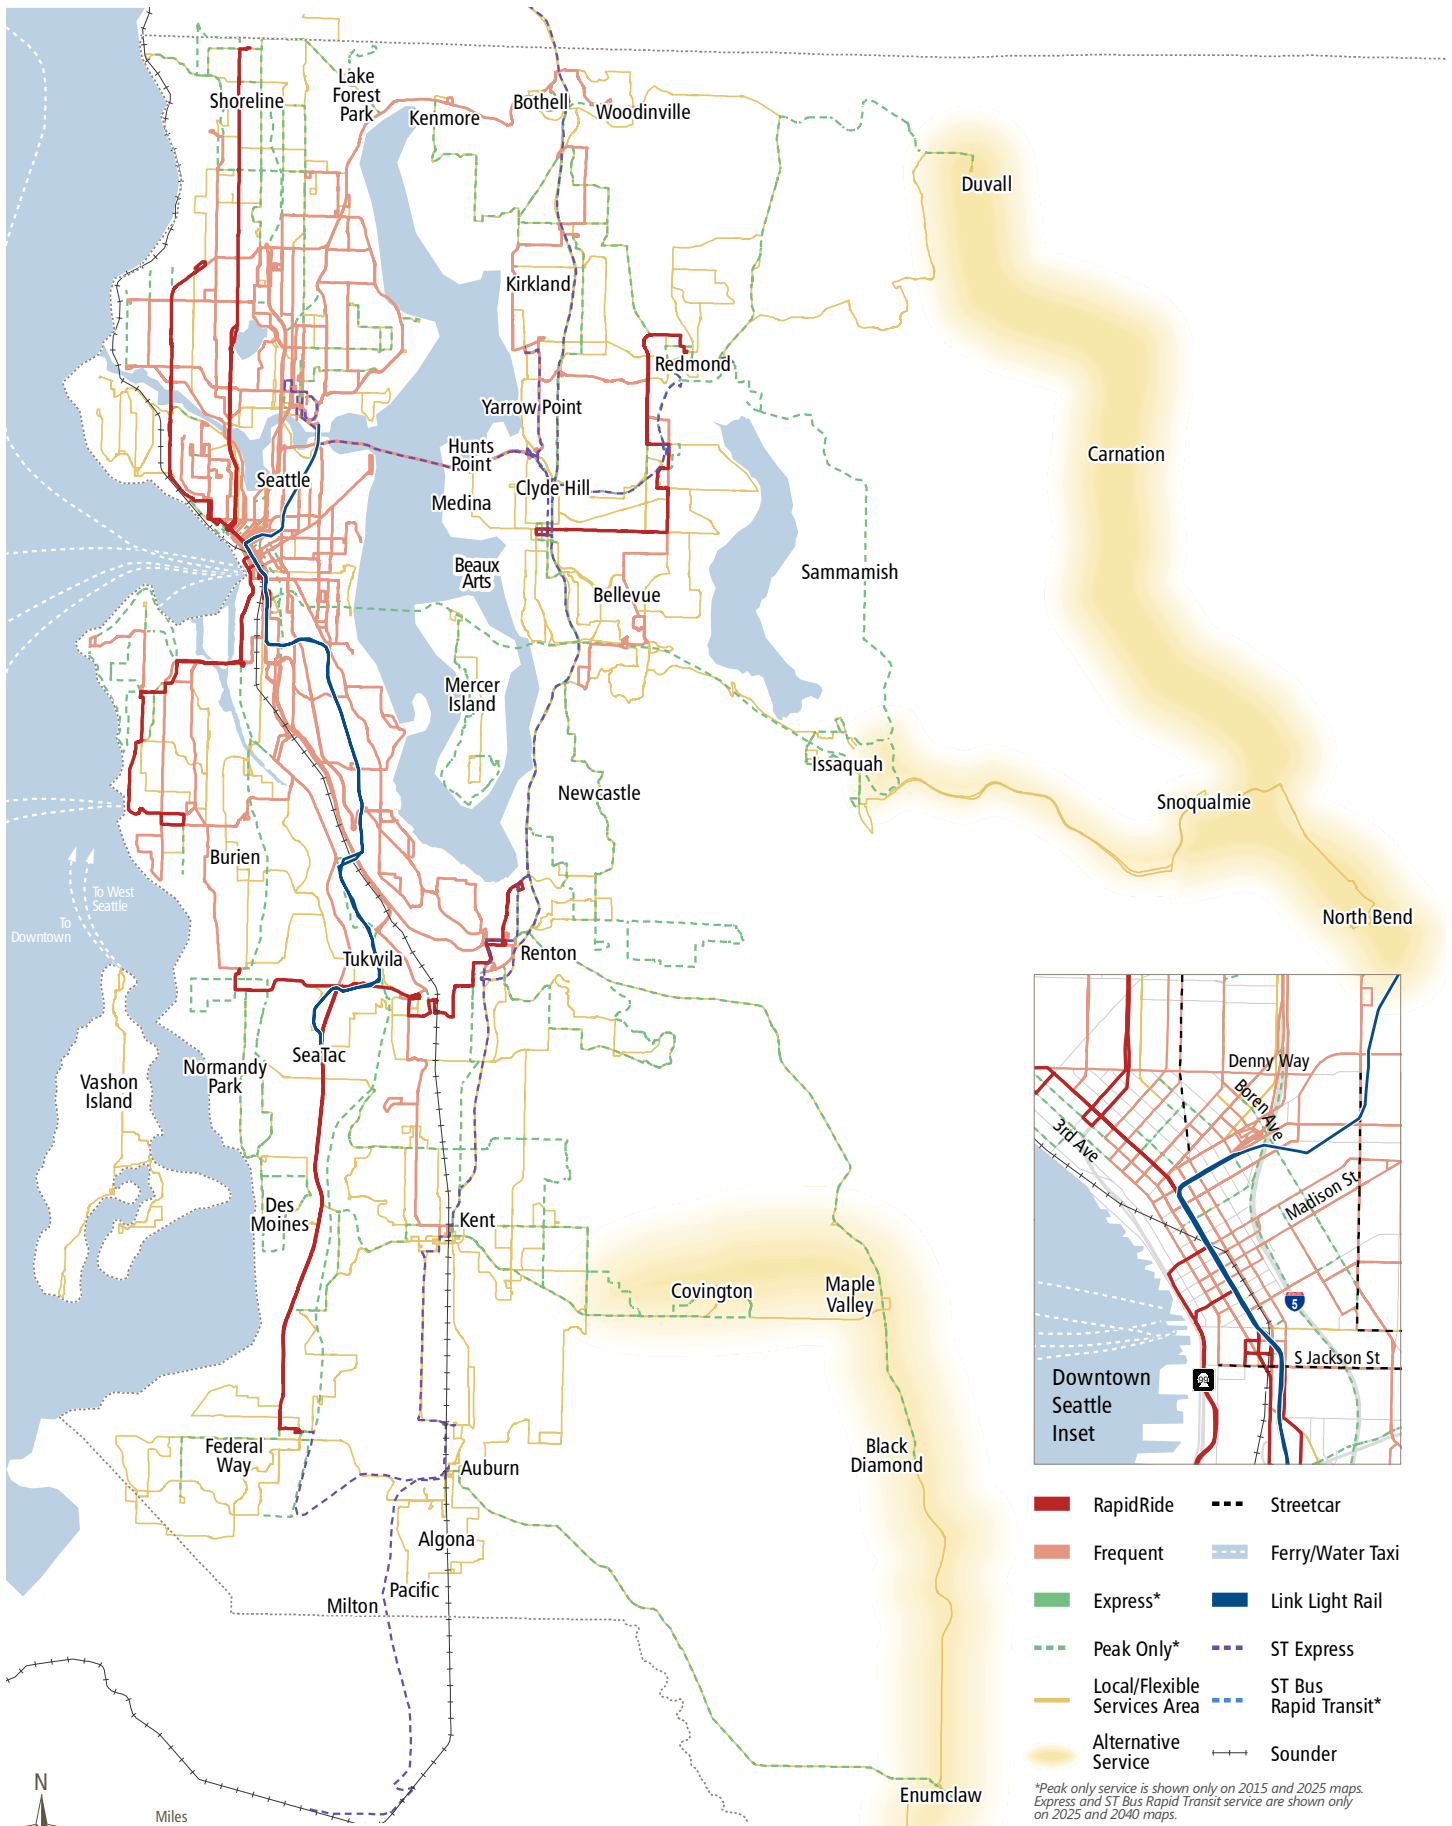 Lake
Forest
Park
Shoreline
Kenmore
Bothell
Woodinville
Duvall
Kirkland
Redmond
Yarrow Point
Hunts
Point
Carnation
Seattle
Clyde Hill
Medina
Beaux
Arts
Sammamish
Bellevue
Mercer
Island
Issaquah
Newcastle
Snoqualmie
Burien
To West
Seattle
To
Downtown
North Bend
Tukwila
Renton
SeaTac
Normandy
Park
Vashon
Island
Des
Moines
Kent
Covington
Maple
Valley
Black
Diamond
Federal
Way
Auburn
Algona
Pacific
Milton
Enumclaw
N
Miles
Denny Way
Boren Ave
3rd Ave
Madison St
5
S Jackson St
99
Downtown
Seattle
Inset
RapidRide
Frequent
Express*
Peak Only*
Local/Flexible
Services Area
Alternative
Service
Streetcar
Ferry/Water Taxi
Link Light Rail
ST Express
ST Bus
Rapid Transit*
Sounder
*Peak only service is shown only on 2015 and 2025 maps.
Express and ST Bus Rapid Transit service are shown only
on 2025 and 2040 maps.